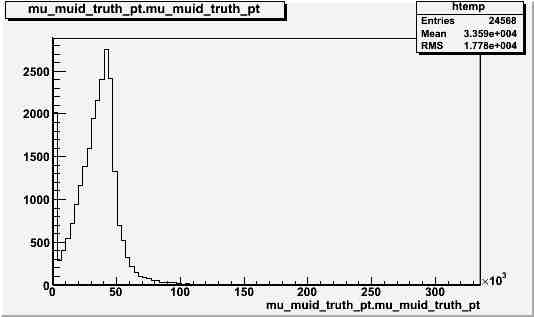 mu_muid_truth_pt.mu_muid_truth_pt
htemp
Entries 24568
Mean 3.359e+004
RMS 1.778e+004
2500
2000
1500
1000
500
0
0 50 100 150 200 250 300
×10³
mu_muid_truth_pt.mu_muid_truth_pt